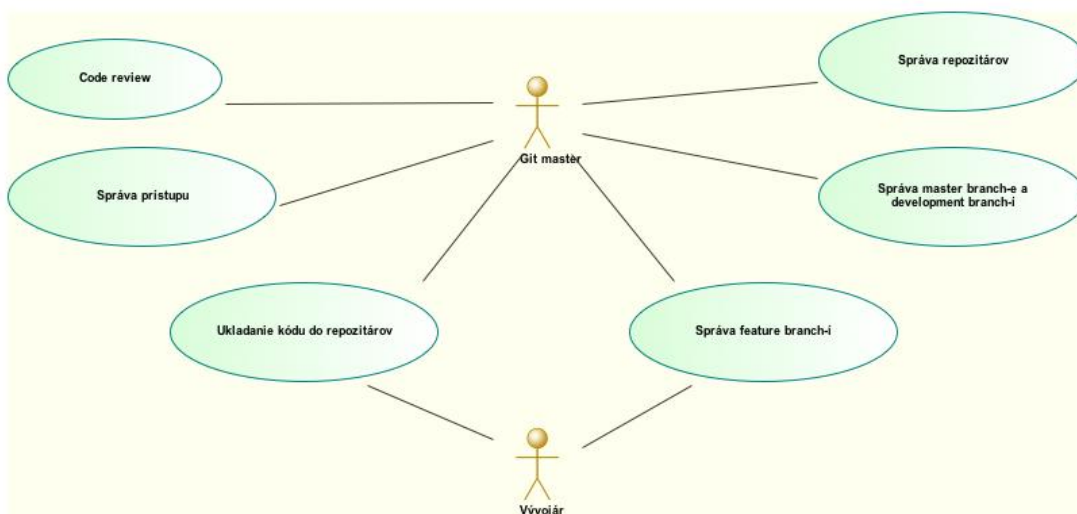 Code review
Správa repozitárov
Git master
Správa prístupu
Správa master branch-e a
development branch-í
Ukladanie kódu do repozitárov
Správa feature branch-í
Vývojár